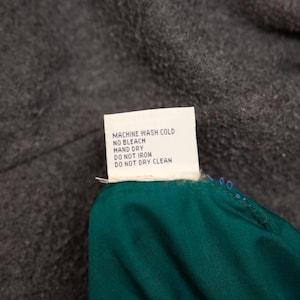 MACHINE WASH COLD
NO BLEACH
HAND DRY
DO NOT IRON
DO NOT DRY CLEAN